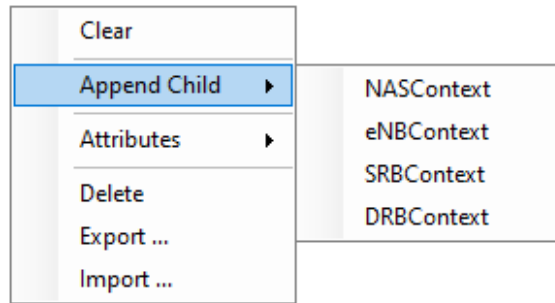 Clear
Append Child
Attributes
Delete
Export ...
Import ...
NASContext
eNBContext
SRBContext
DRBContext